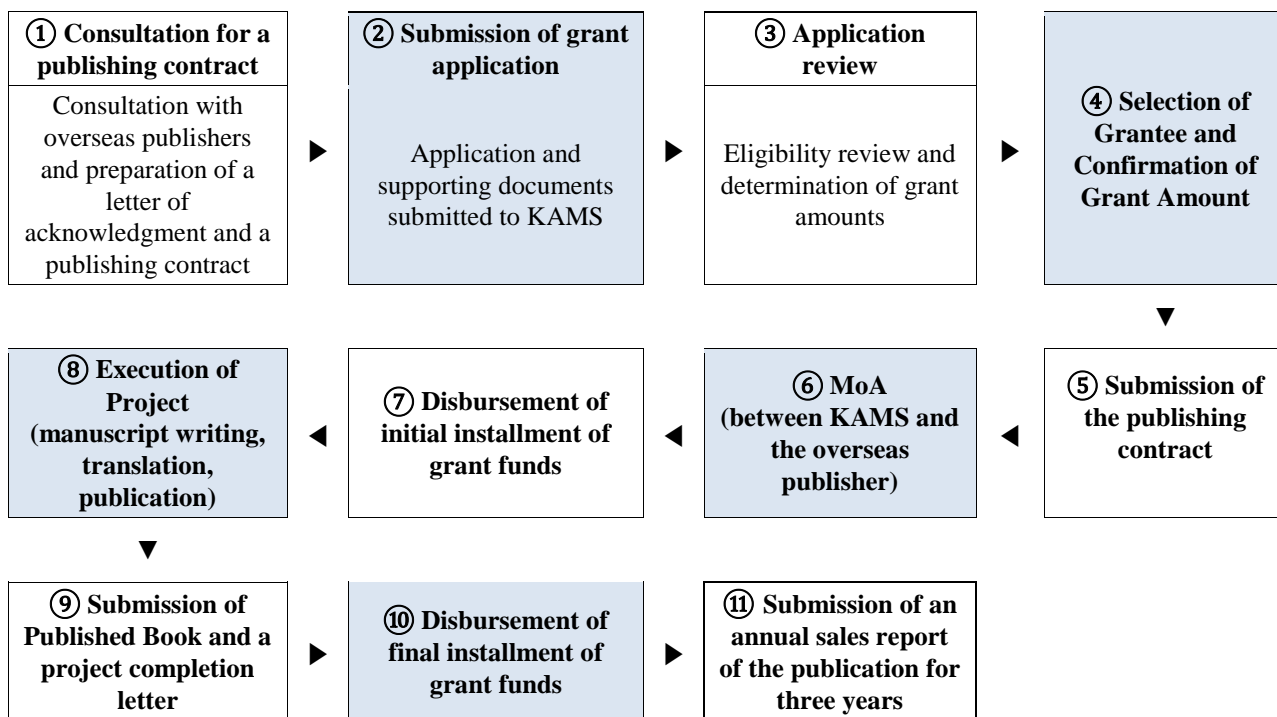 ① Consultation for a
publishing contract
Consultation with
overseas publishers
and preparation of a
letter of
acknowledgment and a
publishing contract
② Submission of grant
application
Application and
supporting documents
submitted to KAMS
③ Application
review
Eligibility review and
determination of grant
amounts
④ Selection of
Grantee and
Confirmation of
Grant Amount
⑤ Submission of
the publishing
contract
⑥ MoA
(between KAMS and
the overseas
publisher)
⑦ Disbursement of
initial installment of
grant funds
⑧ Execution of
Project
(manuscript writing,
translation,
publication)
⑨ Submission of
Published Book and a
project completion
letter
⑩ Disbursement of
final installment of
grant funds
⑪ Submission of an
annual sales report
of the publication for
three years